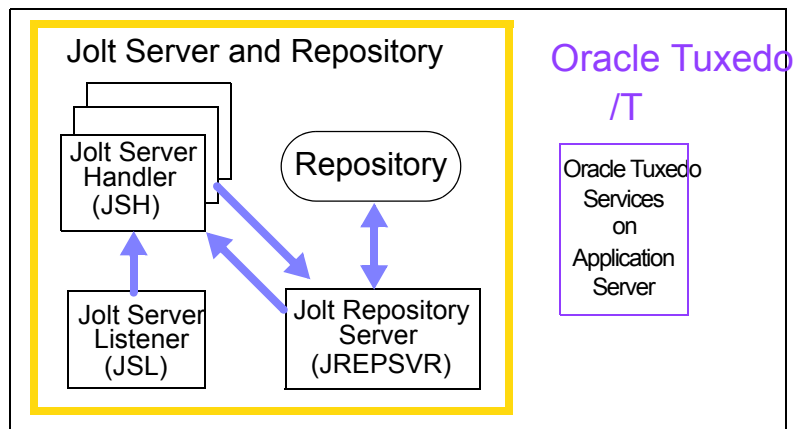 Jolt Server and Repository
Oracle Tuxedo
/T
Jolt Server
Handler
(JSH)
Repository
Oracle Tuxedo
Services
on
Application
Server
Jolt Server
Listener
(JSL)
Jolt Repository
Server
(JREPSVR)